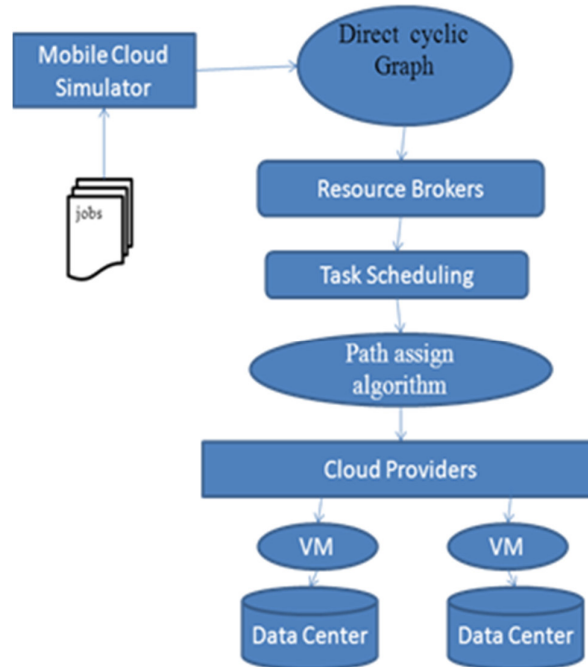 Mobile Cloud
Simulator
Direct cyclic
Graph
jobs
Resource Brokers
Task Scheduling
Path assign
algorithm
Cloud Providers
VM
VM
Data Center
Data Center